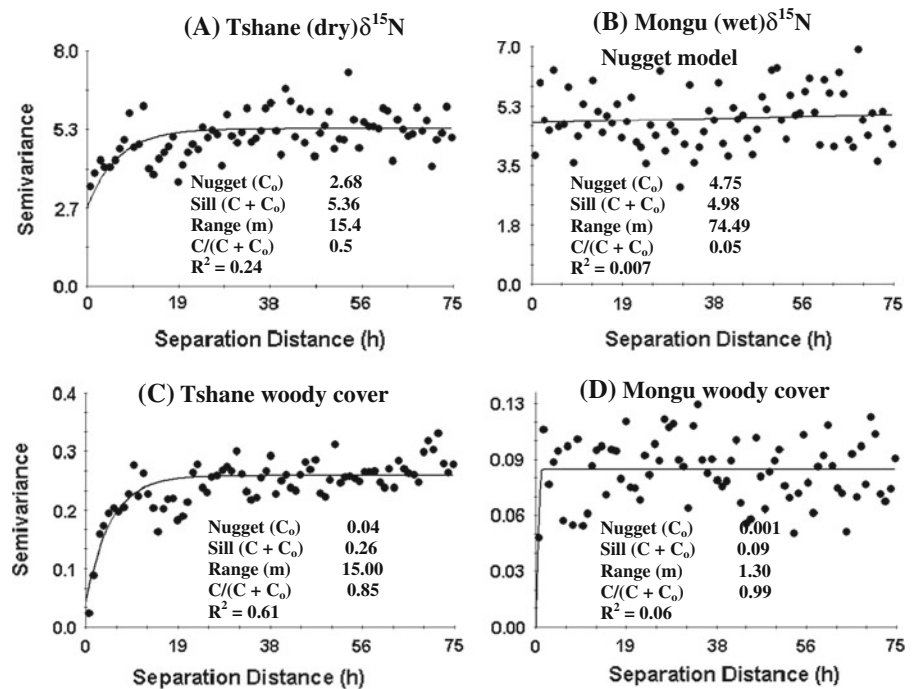 (A) Tshane (dry)δ¹⁵N
8.0
5.3
2.7
0.0
Semivariance
Nugget (Cₒ) 2.68
Sill (C + Cₒ) 5.36
Range (m) 15.4
C/(C + Cₒ) 0.5
R² = 0.24
0 19 38 56 75
Separation Distance (h)
(B) Mongu (wet)δ¹⁵N
Nugget model
7.0
5.3
3.5
1.8
0.0
Nugget (Cₒ) 4.75
Sill (C + Cₒ) 4.98
Range (m) 74.49
C/(C + Cₒ) 0.05
R² = 0.007
0 19 38 56 75
Separation Distance (h)
(C) Tshane woody cover
0.4
0.3
0.2
0.1
0.0
Semivariance
Nugget (Cₒ) 0.04
Sill (C + Cₒ) 0.26
Range (m) 15.00
C/(C + Cₒ) 0.85
R² = 0.61
0 19 38 56 75
Separation Distance (h)
(D) Mongu woody cover
0.13
0.09
0.06
0.03
0.00
Nugget (Cₒ) 0.001
Sill (C + Cₒ) 0.09
Range (m) 1.30
C/(C + Cₒ) 0.99
R² = 0.06
0 19 38 56 75
Separation Distance (h)